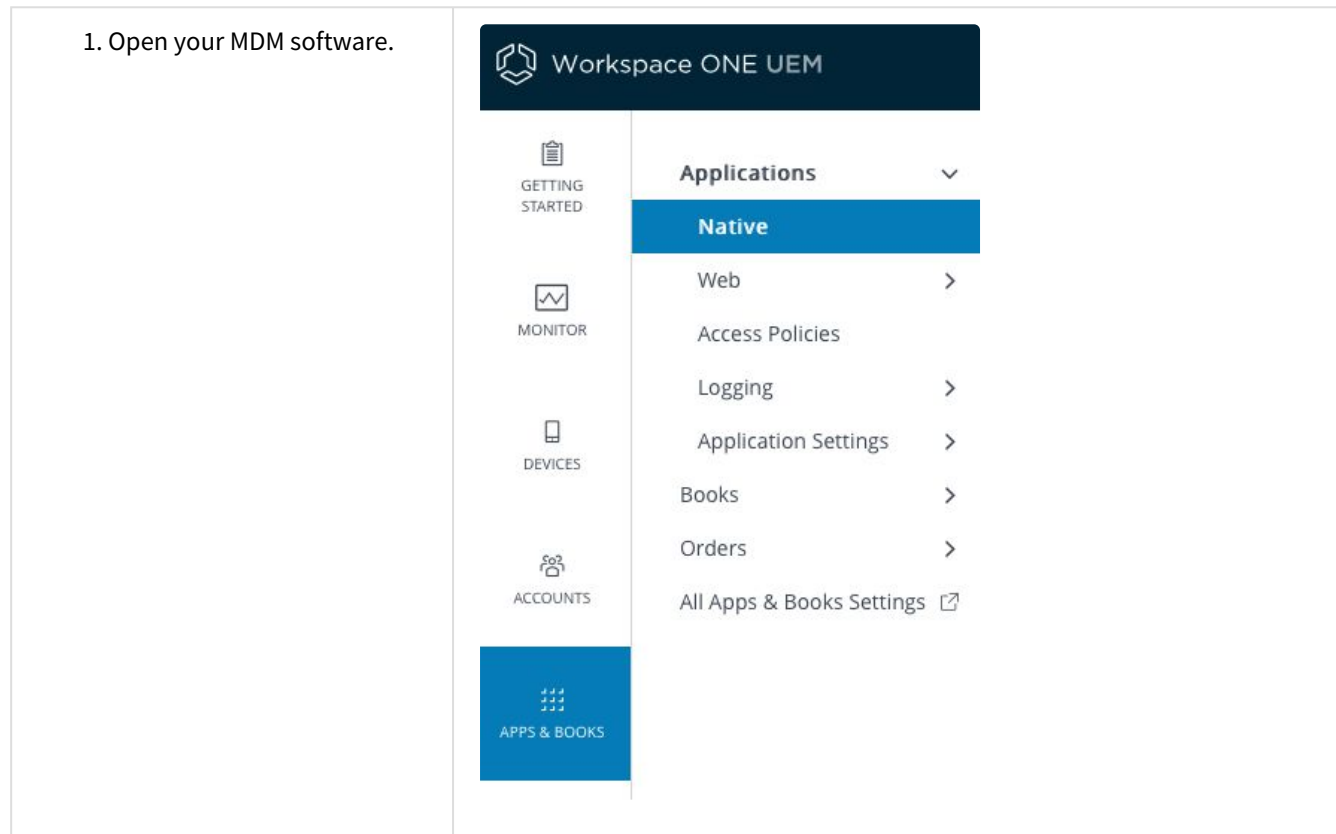 1. Open your MDM software.
Workspace ONE UEM
GETTING
STARTED
MONITOR
DEVICES
ACCOUNTS
APPS & BOOKS
Applications
Native
Web
Access Policies
Logging
Application Settings
Books
Orders
All Apps & Books Settings